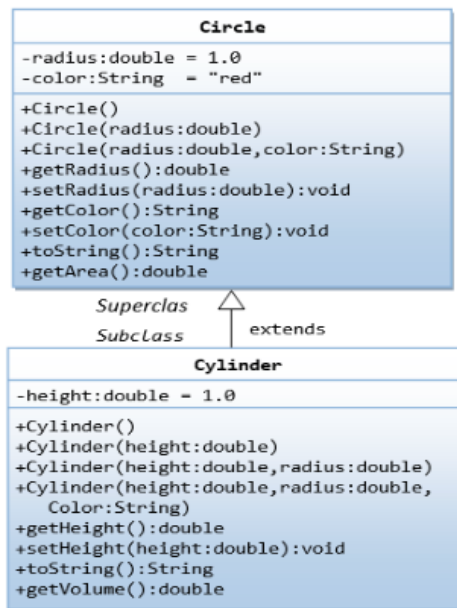 Circle
-radius:double = 1.0
-color:String  = "red"
+Circle()
+Circle(radius:double)
+Circle(radius:double,color:String)
+getRadius():double
+setRadius(radius:double):void
+getColor():String
+setColor(color:String):void
+toString():String
+getArea():double
Superclas
Subclass
extends
Cylinder
-height:double = 1.0
+Cylinder()
+Cylinder(height:double)
+Cylinder(height:double,radius:double)
+Cylinder(height:double,radius:double,
Color:String)
+getHeight():double
+setHeight(height:double):void
+toString():String
+getVolume():double